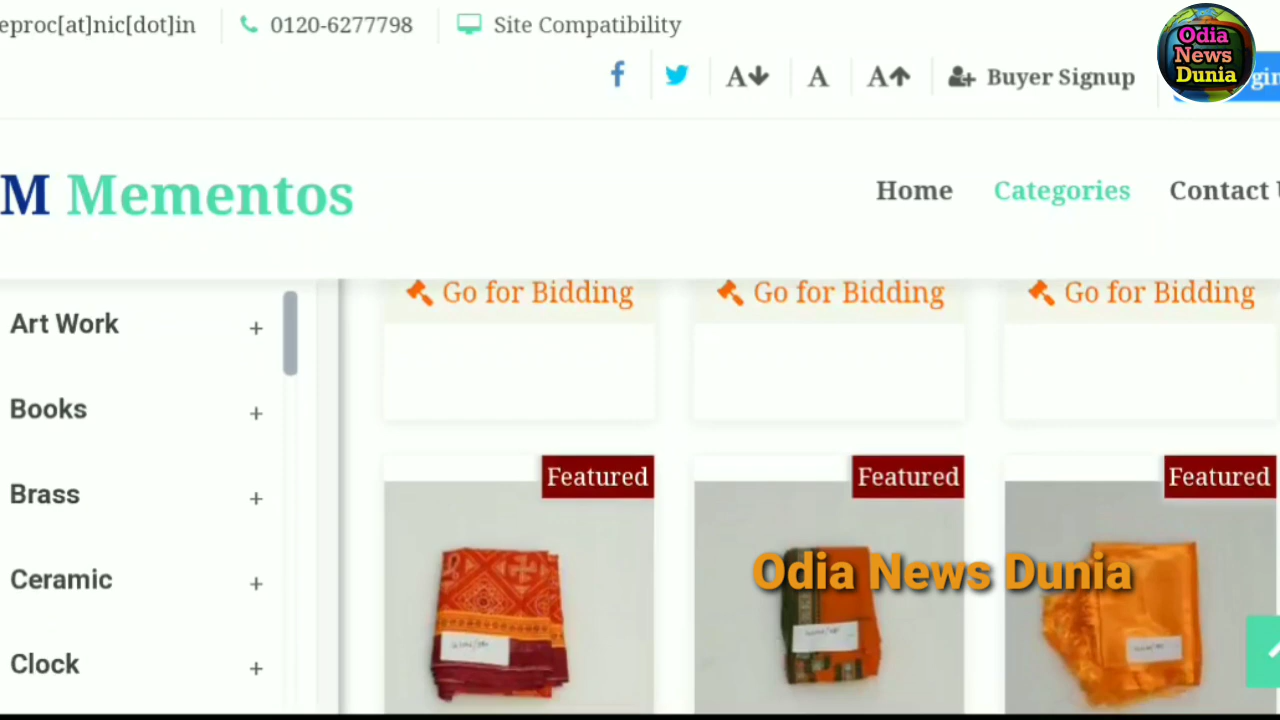 eproc[at]nic[dot]in 0120-6277798 Site Compatibility
A A A Buyer Signup
Odia
News
Dunia
M Mementos
Home Categories Contact
Go for Bidding Go for Bidding Go for Bidding
Art Work +
Books +
Brass +
Ceramic +
Clock +
Featured Featured Featured
Odia News Dunia